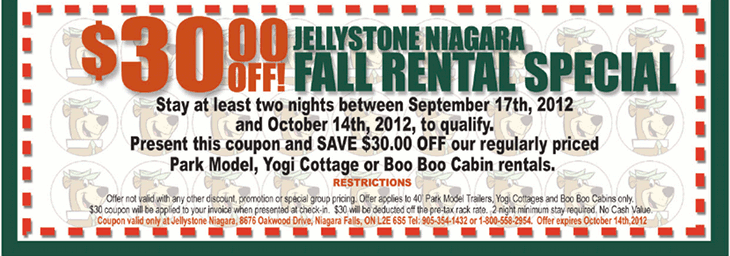 $30.00 OFF! JELLYSTONE NIAGARA
FALL RENTAL SPECIAL
Stay at least two nights between September 17th, 2012
and October 14th, 2012, to qualify.
Present this coupon and SAVE $30.00 OFF our regularly priced
Park Model, Yogi Cottage or Boo Boo Cabin rentals.
RESTRICTIONS
Offer not valid with any other discount, promotion or special group pricing. Offer applies to 40' Park Model Trailers, Yogi Cottages and Boo Boo Cabins only.
$30 coupon will be applied to your invoice when presented at check-in. $30 will be deducted off the pre-tax rack rate. 2-night minimum stay required. No Cash Value.
Coupon valid only at Jellystone Niagara, 8676 Oakwood Drive, Niagara Falls, ON L2E 6S5 Tel: 905-354-1432 or 1-800-558-2954. Offer expires October 14th,2012